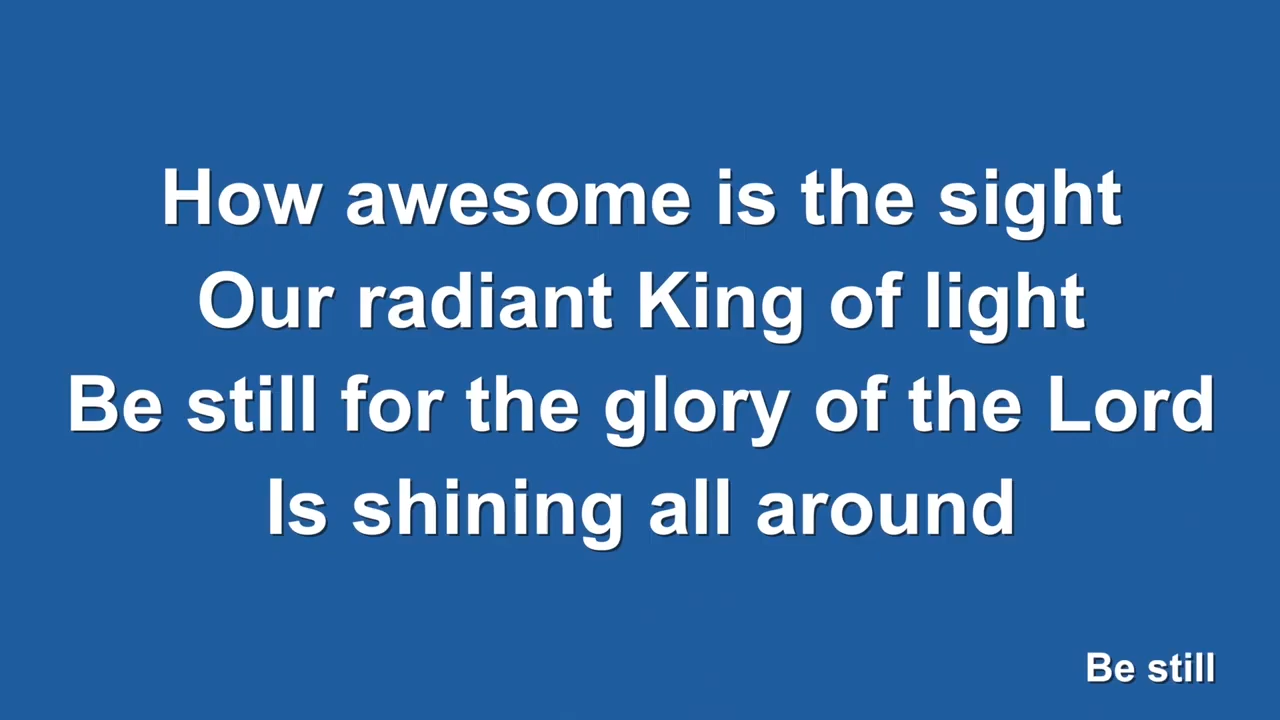 How awesome is the sight
Our radiant King of light
Be still for the glory of the Lord
Is shining all around
Be still